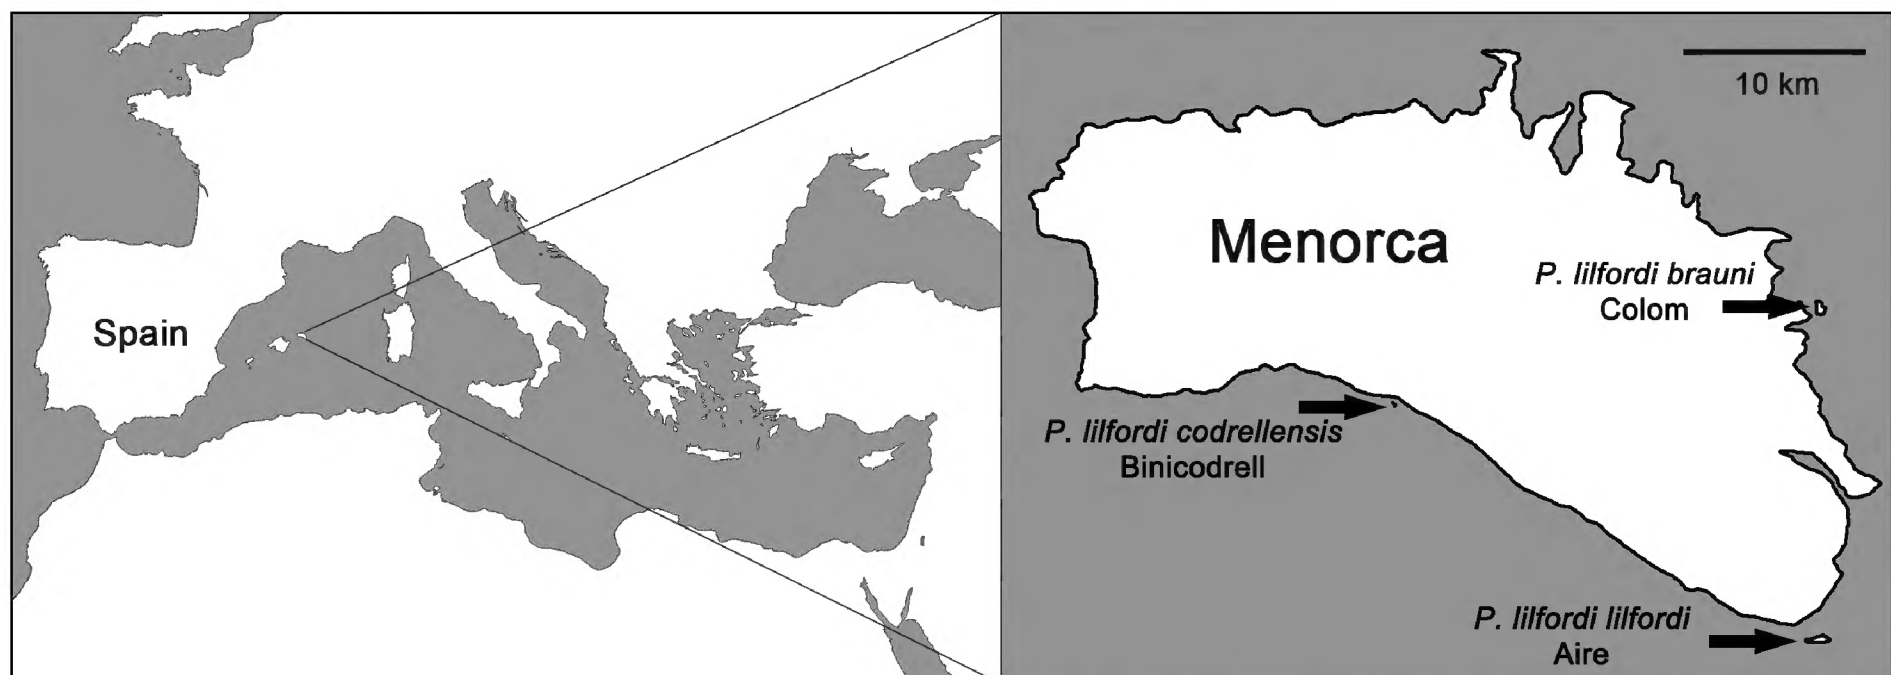 Spain
10 km
Menorca
P. lilfordi brauni
Colom
P. lilfordi codrellensis
Binicodrell
P. lilfordi lilfordi
Aire